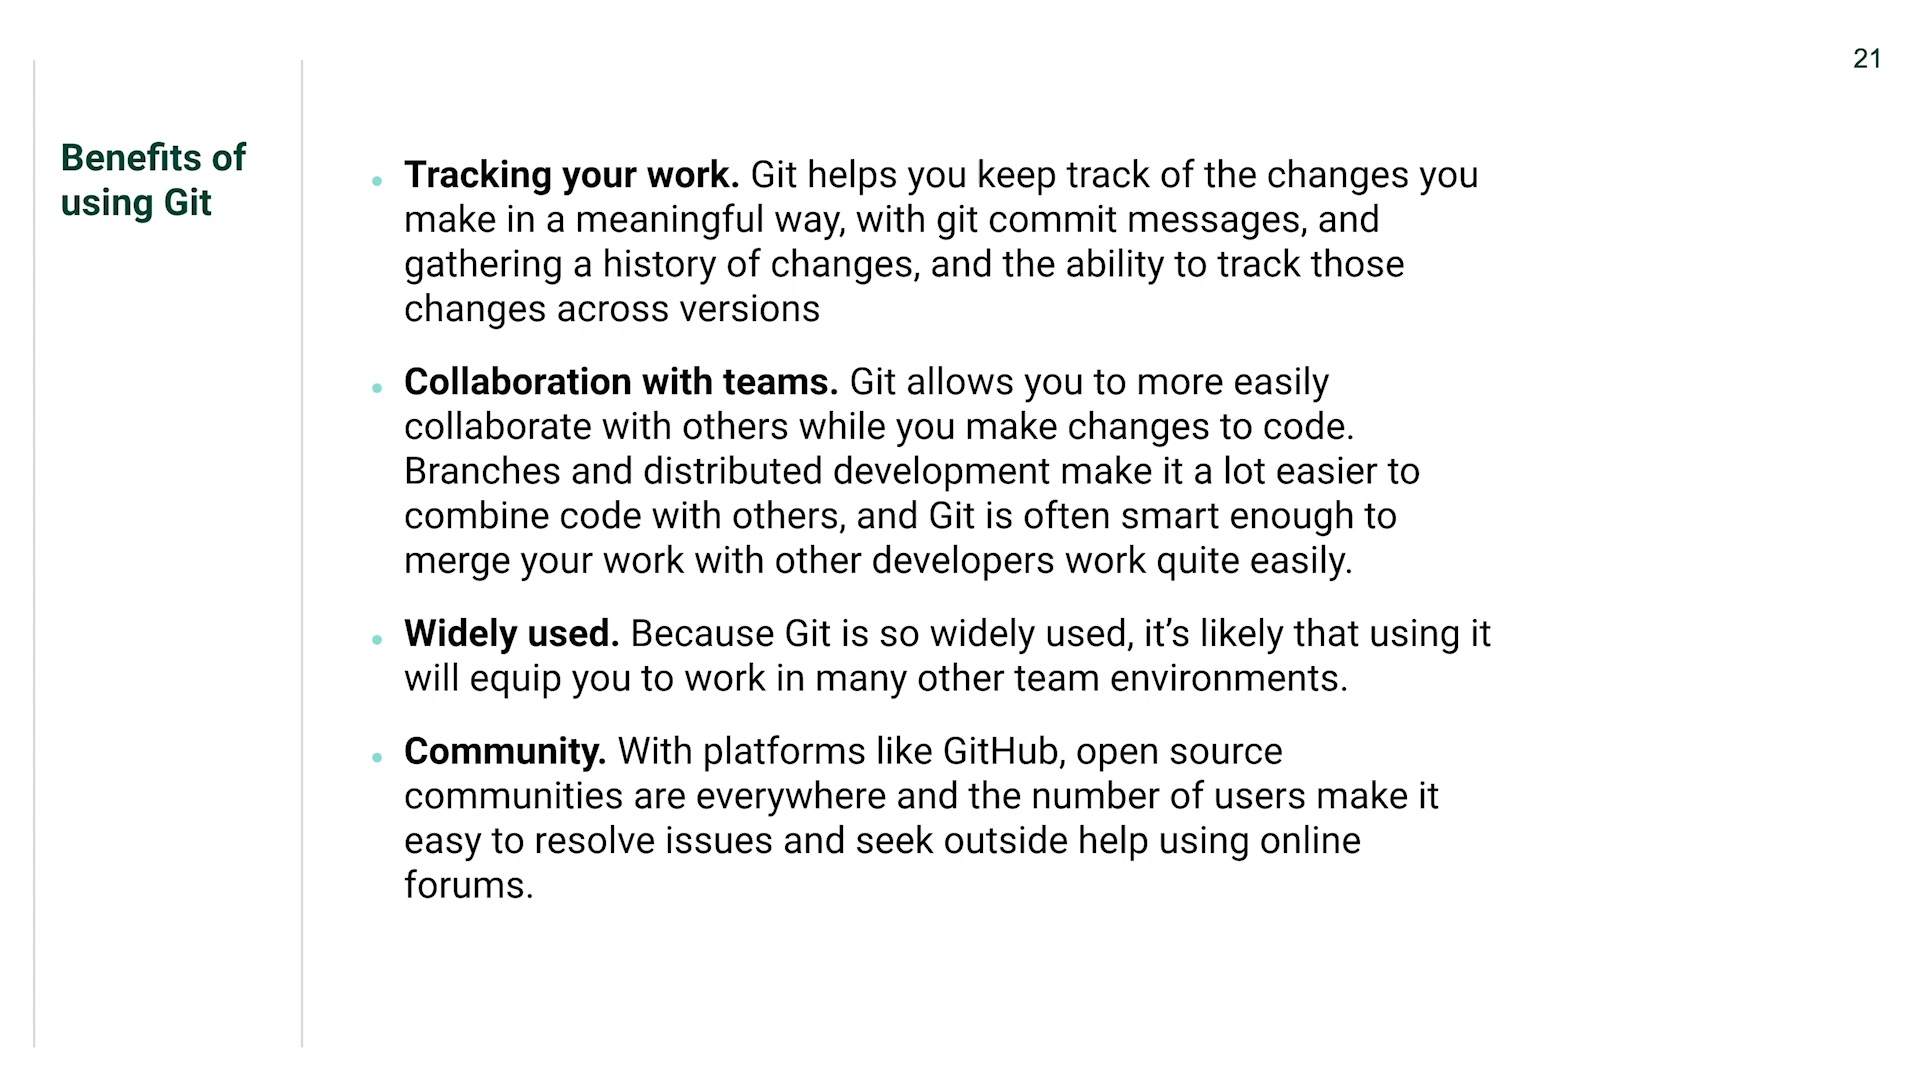 21
Benefits of
using Git
Tracking your work. Git helps you keep track of the changes you
make in a meaningful way, with git commit messages, and
gathering a history of changes, and the ability to track those
changes across versions
Collaboration with teams. Git allows you to more easily
collaborate with others while you make changes to code.
Branches and distributed development make it a lot easier to
combine code with others, and Git is often smart enough to
merge your work with other developers work quite easily.
Widely used. Because Git is so widely used, it’s likely that using it
will equip you to work in many other team environments.
Community. With platforms like GitHub, open source
communities are everywhere and the number of users make it
easy to resolve issues and seek outside help using online
forums.